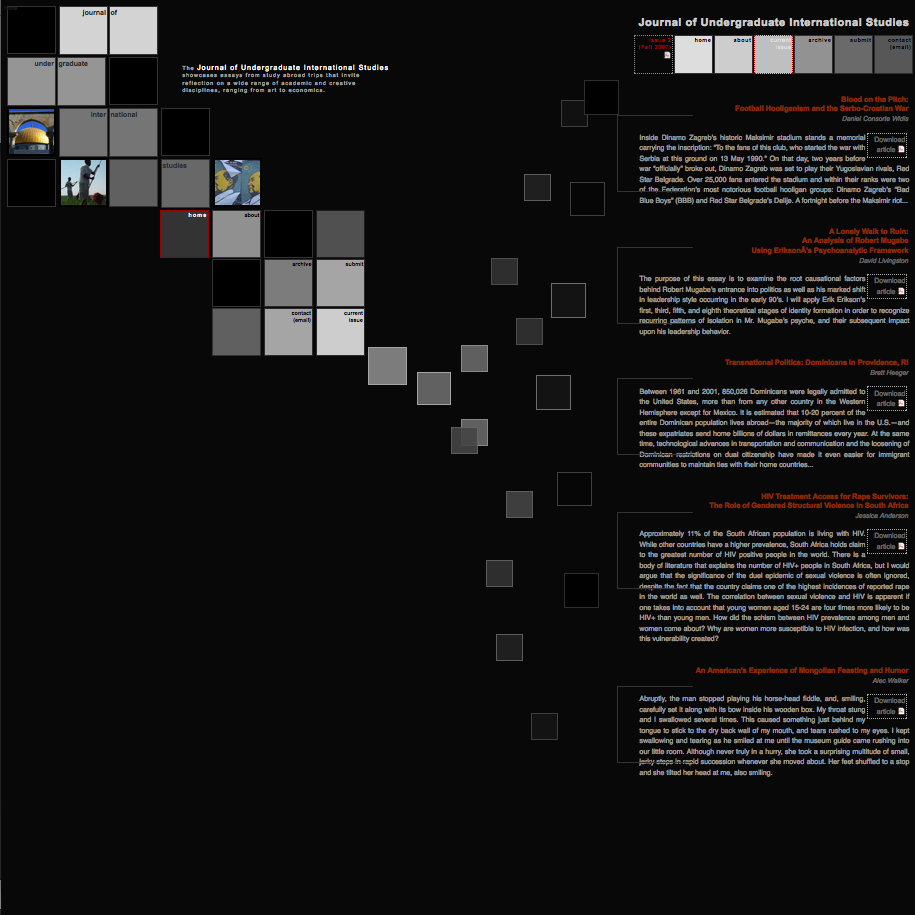 journal of
under graduate
inter national
studies
The Journal of Undergraduate International Studies
showcases essays from study abroad trips that invite
reflection on a wide range of academic and creative
disciplines, ranging from art to economics.
home about
archive submit
contact current
(email) issue
Journal of Undergraduate International Studies
home about current archive submit contact
issue (email)
(Fall 2007)
Blood on the Pitch:
Football Hooliganism and the Serbo-Croatian War
Daniel Consorte Widis
Download
article
Inside Dinamo Zagreb's historic Maksimir stadium stands a memorial
carrying the inscription: "To the fans of this club, who started the war with
Serbia at this ground on 13 May 1990." On that day, two years before
war "officially" broke out, Dinamo Zagreb was set to play their Yugoslavian rivals, Red
Star Belgrade. Over 25,000 fans entered the stadium and within their ranks were two
of the Federation's most notorious football hooligan groups: Dinamo Zagreb's "Bad
Blue Boys" (BBB) and Red Star Belgrade's Delije. A fortnight before the Maksimir riot...
A Lonely Walk to Ruin:
An Analysis of Robert Mugabe
Using EriksonÂ's Psychoanalytic Framework
David Livingston
Download
article
The purpose of this essay is to examine the root causational factors
behind Robert Mugabe's entrance into politics as well as his marked shift
in leadership style occurring in the early 90's. I will apply Erik Erikson's
first, third, fifth, and eighth theoretical stages of identity formation in order to recognize
recurring patterns of isolation in Mr. Mugabe's psyche, and their subsequent impact
upon his leadership behavior.
Transnational Politics: Dominicans in Providence, RI
Brett Heeger
Download
article
Between 1961 and 2001, 850,026 Dominicans were legally admitted to
the United States, more than from any other country in the Western
Hemisphere except for Mexico. It is estimated that 10-20 percent of the
entire Dominican population lives abroad—the majority of which live in the U.S.—and
these expatriates send home billions of dollars in remittances every year. At the same
time, technological advances in transportation and communication and the loosening of
Dominican restrictions on dual citizenship have made it even easier for immigrant
communities to maintain ties with their home countries...
HIV Treatment Access for Rape Survivors:
The Role of Gendered Structural Violence in South Africa
Jessica Anderson
Download
article
Approximately 11% of the South African population is living with HIV.
While other countries have a higher prevalence, South Africa holds claim
to the greatest number of HIV positive people in the world. There is a
body of literature that explains the number of HIV+ people in South Africa, but I would
argue that the significance of the duel epidemic of sexual violence is often ignored,
despite the fact that the country claims one of the highest incidences of reported rape
in the world as well. The correlation between sexual violence and HIV is apparent if
one takes into account that young women aged 15-24 are four times more likely to be
HIV+ than young men. How did the schism between HIV prevalence among men and
women come about? Why are women more susceptible to HIV infection, and how was
this vulnerability created?
An American's Experience of Mongolian Feasting and Humor
Alec Walker
Download
article
Abruptly, the man stopped playing his horse-head fiddle, and, smiling,
carefully set it along with its bow inside his wooden box. My throat stung
and I swallowed several times. This caused something just behind my
tongue to stick to the dry back wall of my mouth, and tears rushed to my eyes. I kept
swallowing and tearing as he smiled at me until the museum guide came rushing into
our little room. Although never truly in a hurry, she took a surprising multitude of small,
jerky steps in rapid succession whenever she moved about. Her feet shuffled to a stop
and she tilted her head at me, also smiling.